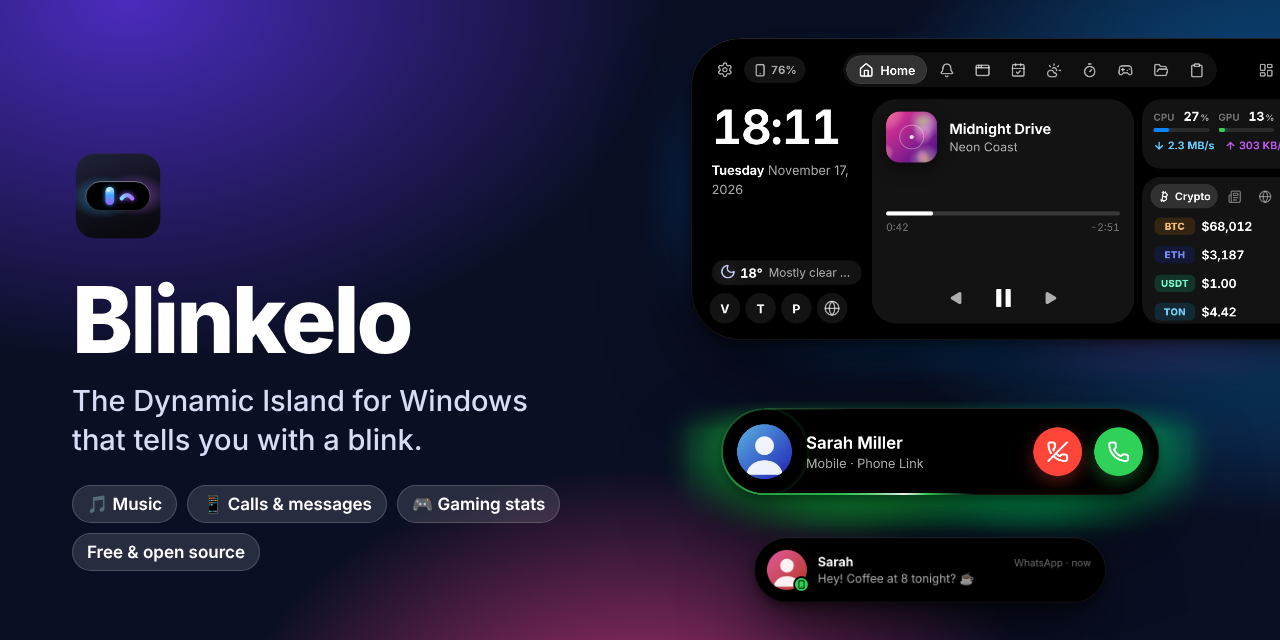 Blinkelo
The Dynamic Island for Windows
that tells you with a blink.
🎵 Music
📱 Calls & messages
🎮 Gaming stats
Free & open source
76%
Home
18:11
Tuesday November 17,
2026
18° Mostly clear ...
V T P
Midnight Drive
Neon Coast
0:42
-2:51
CPU 27% GPU 13%
↓ 2.3 MB/s ↑ 303 KB/
Crypto
BTC $68,012
ETH $3,187
USDT $1.00
TON $4.42
Sarah Miller
Mobile · Phone Link
Sarah
WhatsApp · now
Hey! Coffee at 8 tonight? ☕